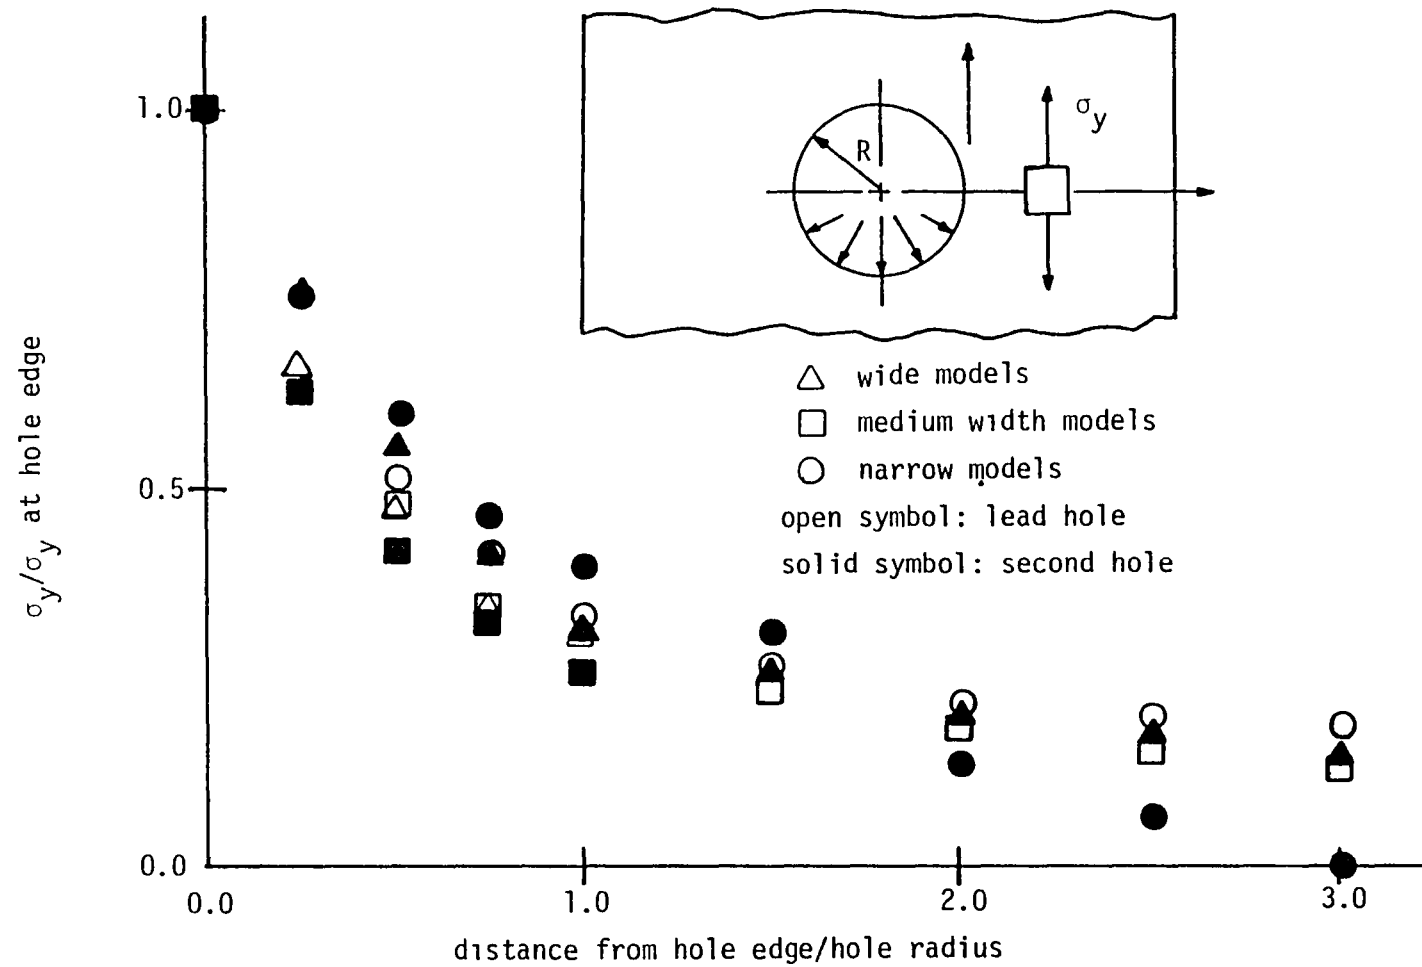 1.0
σy
R
σy/σy at hole edge
wide models
medium width models
0.5
narrow models
open symbol: lead hole
solid symbol: second hole
0.0
0.0 1.0 2.0 3.0
distance from hole edge/hole radius